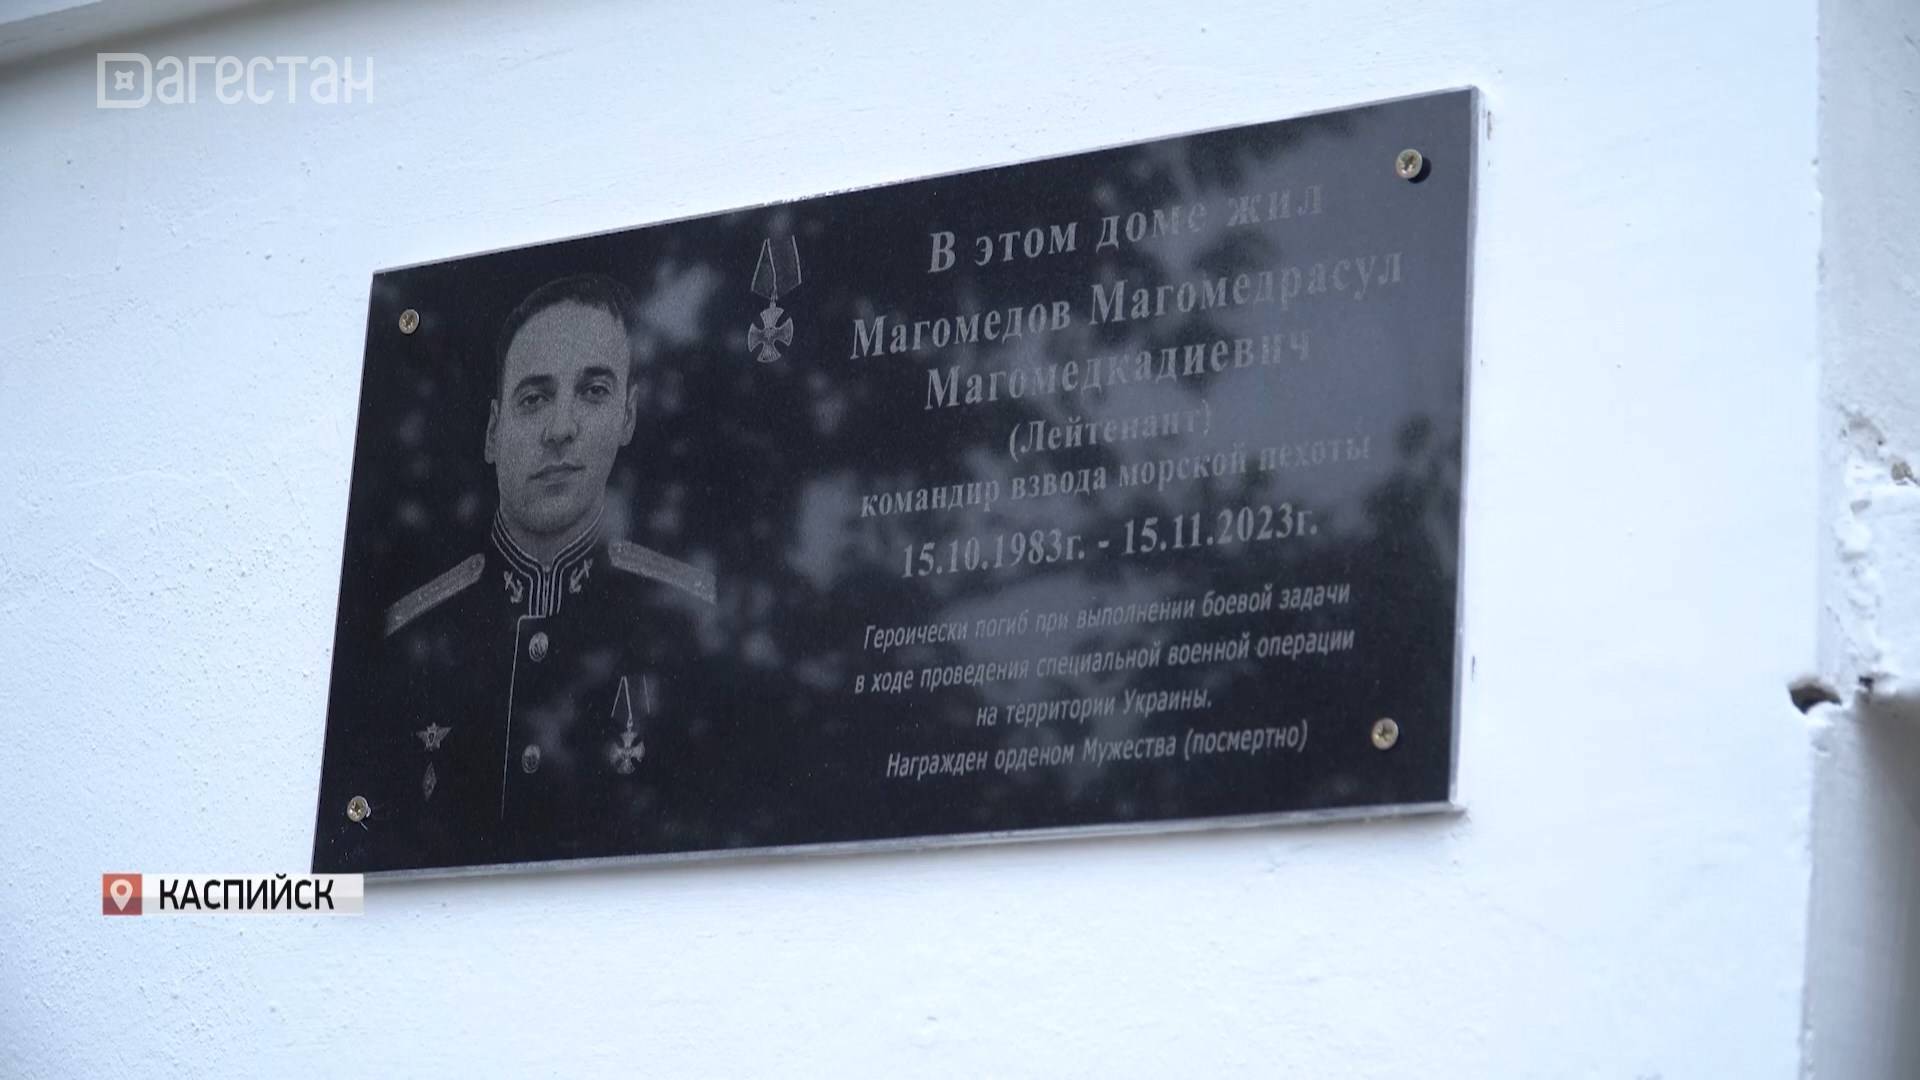 Dагестан
В этом доме жил
Магомедов Магомедрасул
Магомедкадиевич
(Лейтенант)
командир взвода морской пехоты
15.10.1983г. - 15.11.2023г.
Героически погиб при выполнении боевой задачи
в ходе проведения специальной военной операции
на территории Украины.
Награжден орденом Мужества (посмертно)
КАСПИЙСК